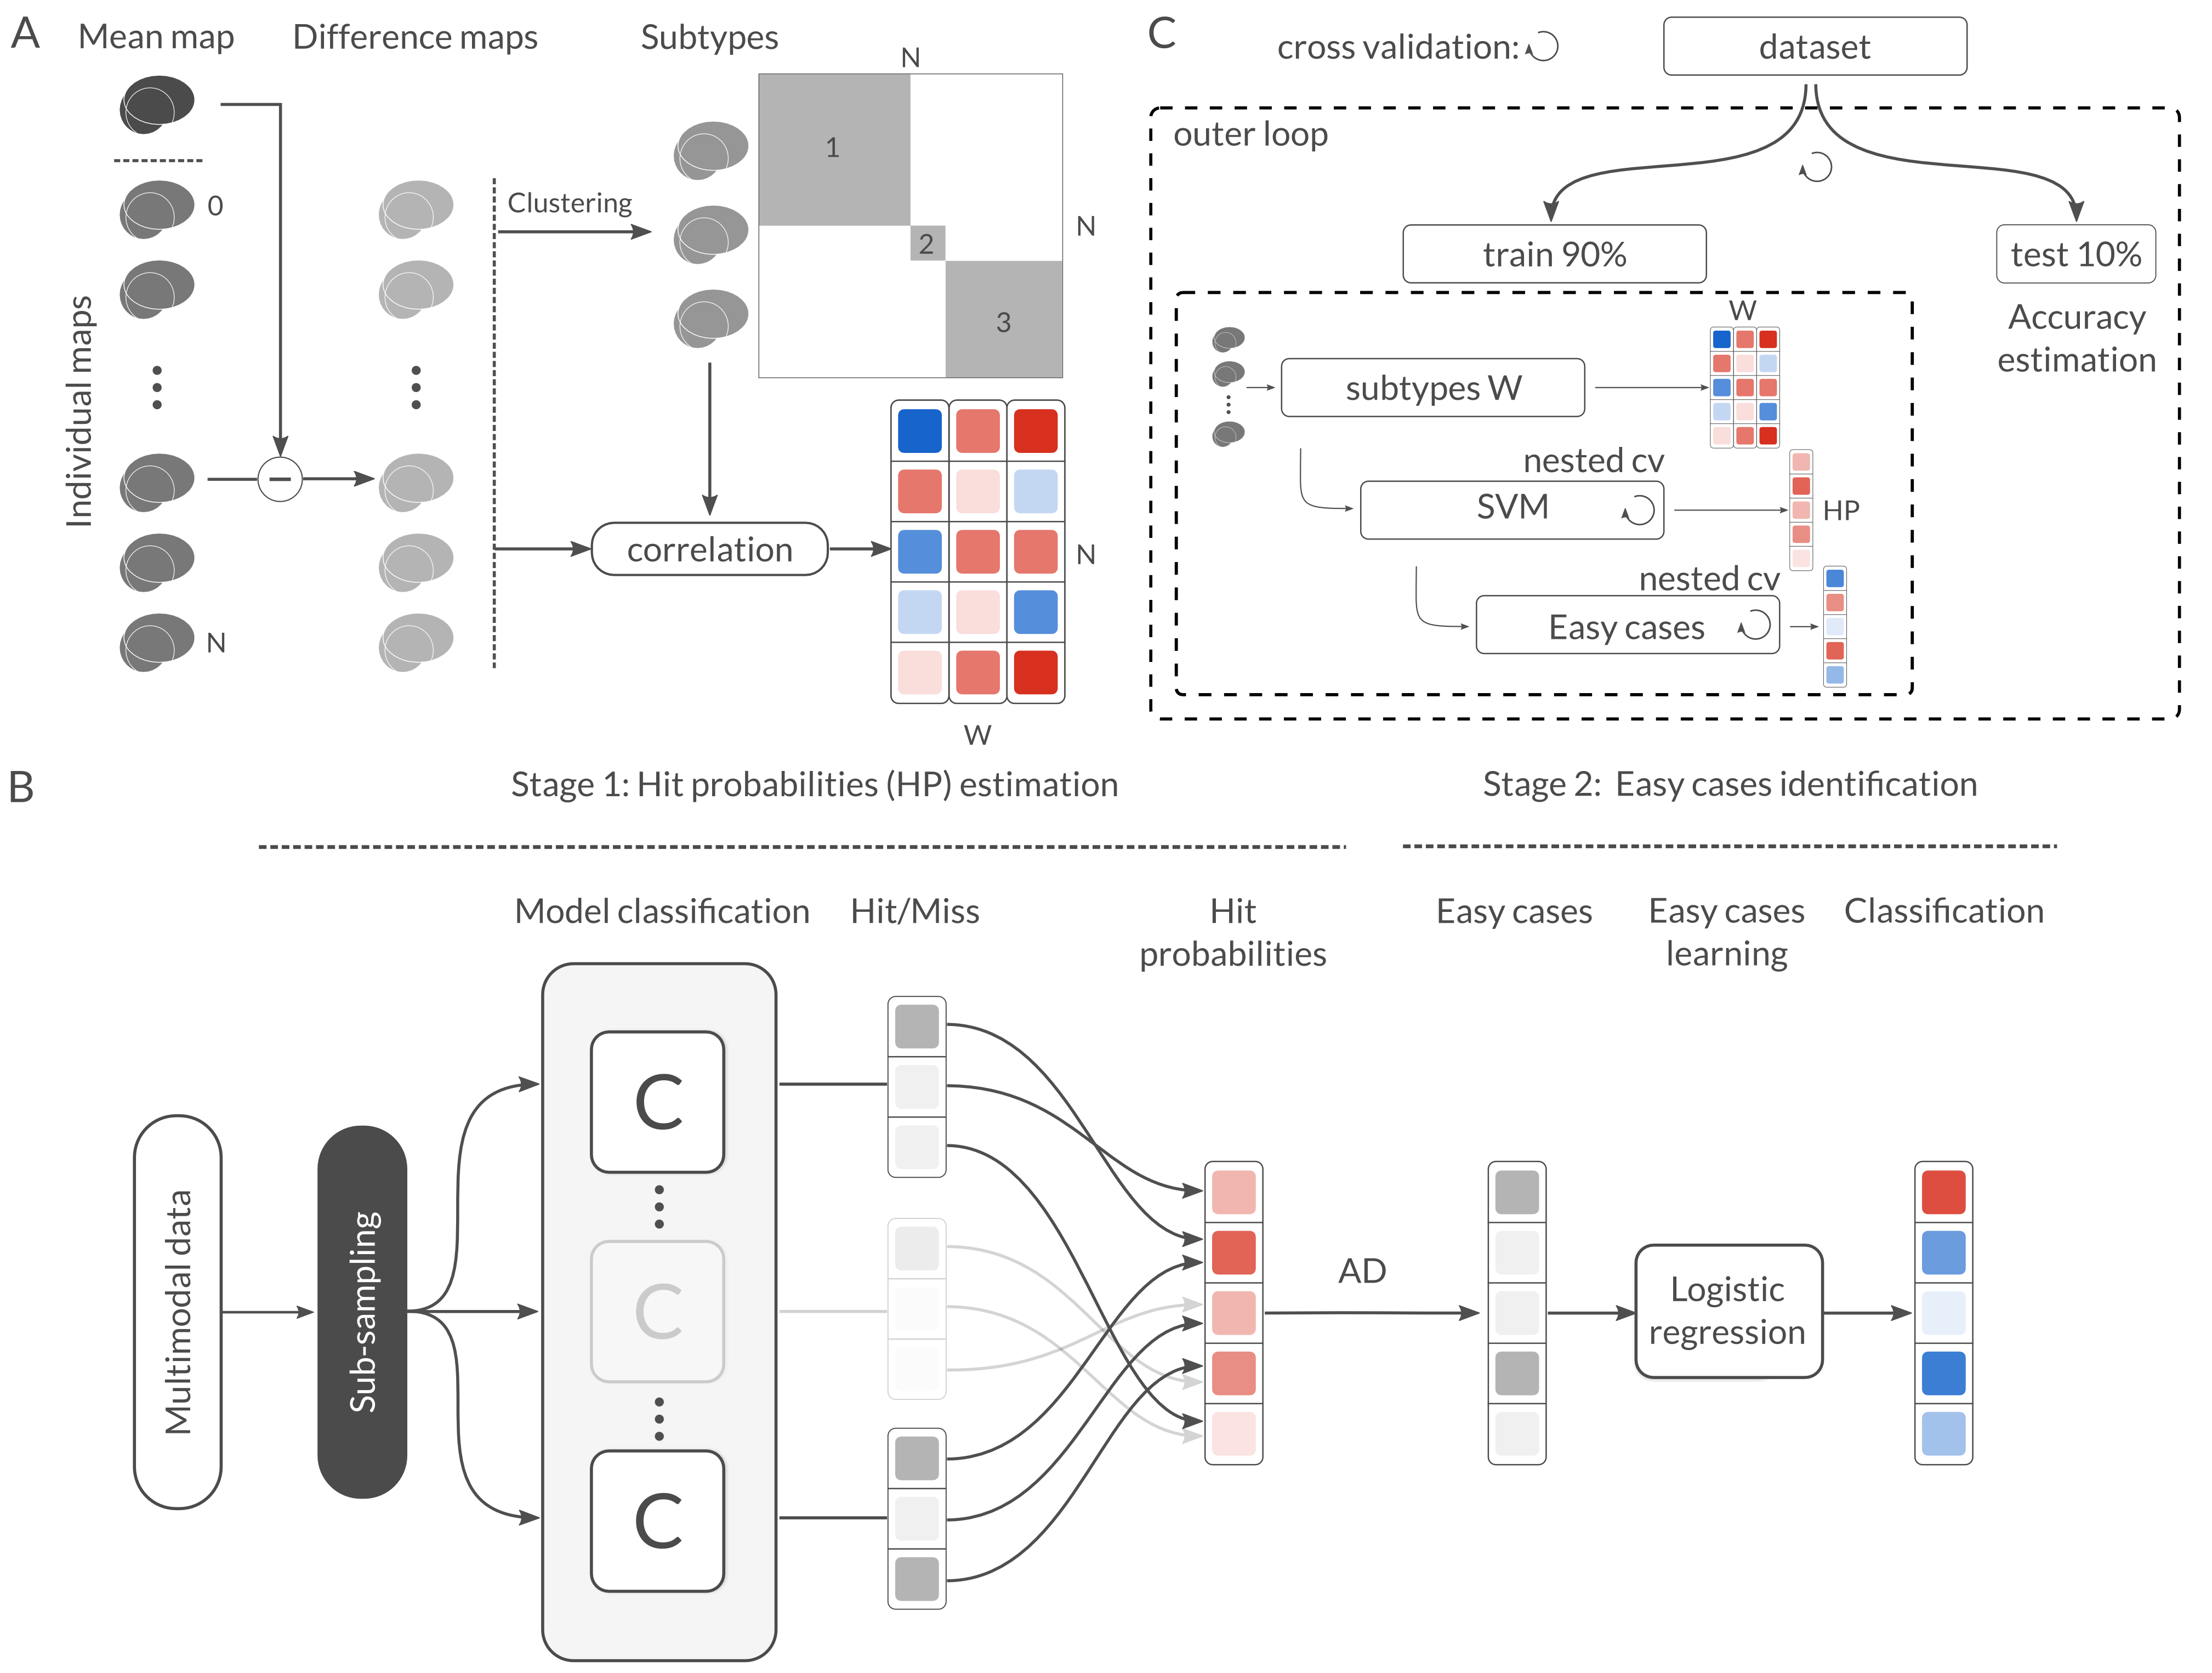 A
Mean map
Difference maps
Subtypes
N
0
Individual maps
N
Clustering
1
2
3
N
correlation
N
W
C
cross validation:
dataset
outer loop
train 90%
test 10%
Accuracy
estimation
W
subtypes W
nested cv
SVM
HP
nested cv
Easy cases
B
Stage 1: Hit probabilities (HP) estimation
Stage 2: Easy cases identification
Model classification
Hit/Miss
Hit
probabilities
Easy cases
Easy cases
learning
Classification
Multimodal data
Sub-sampling
C
C
C
AD
Logistic
regression